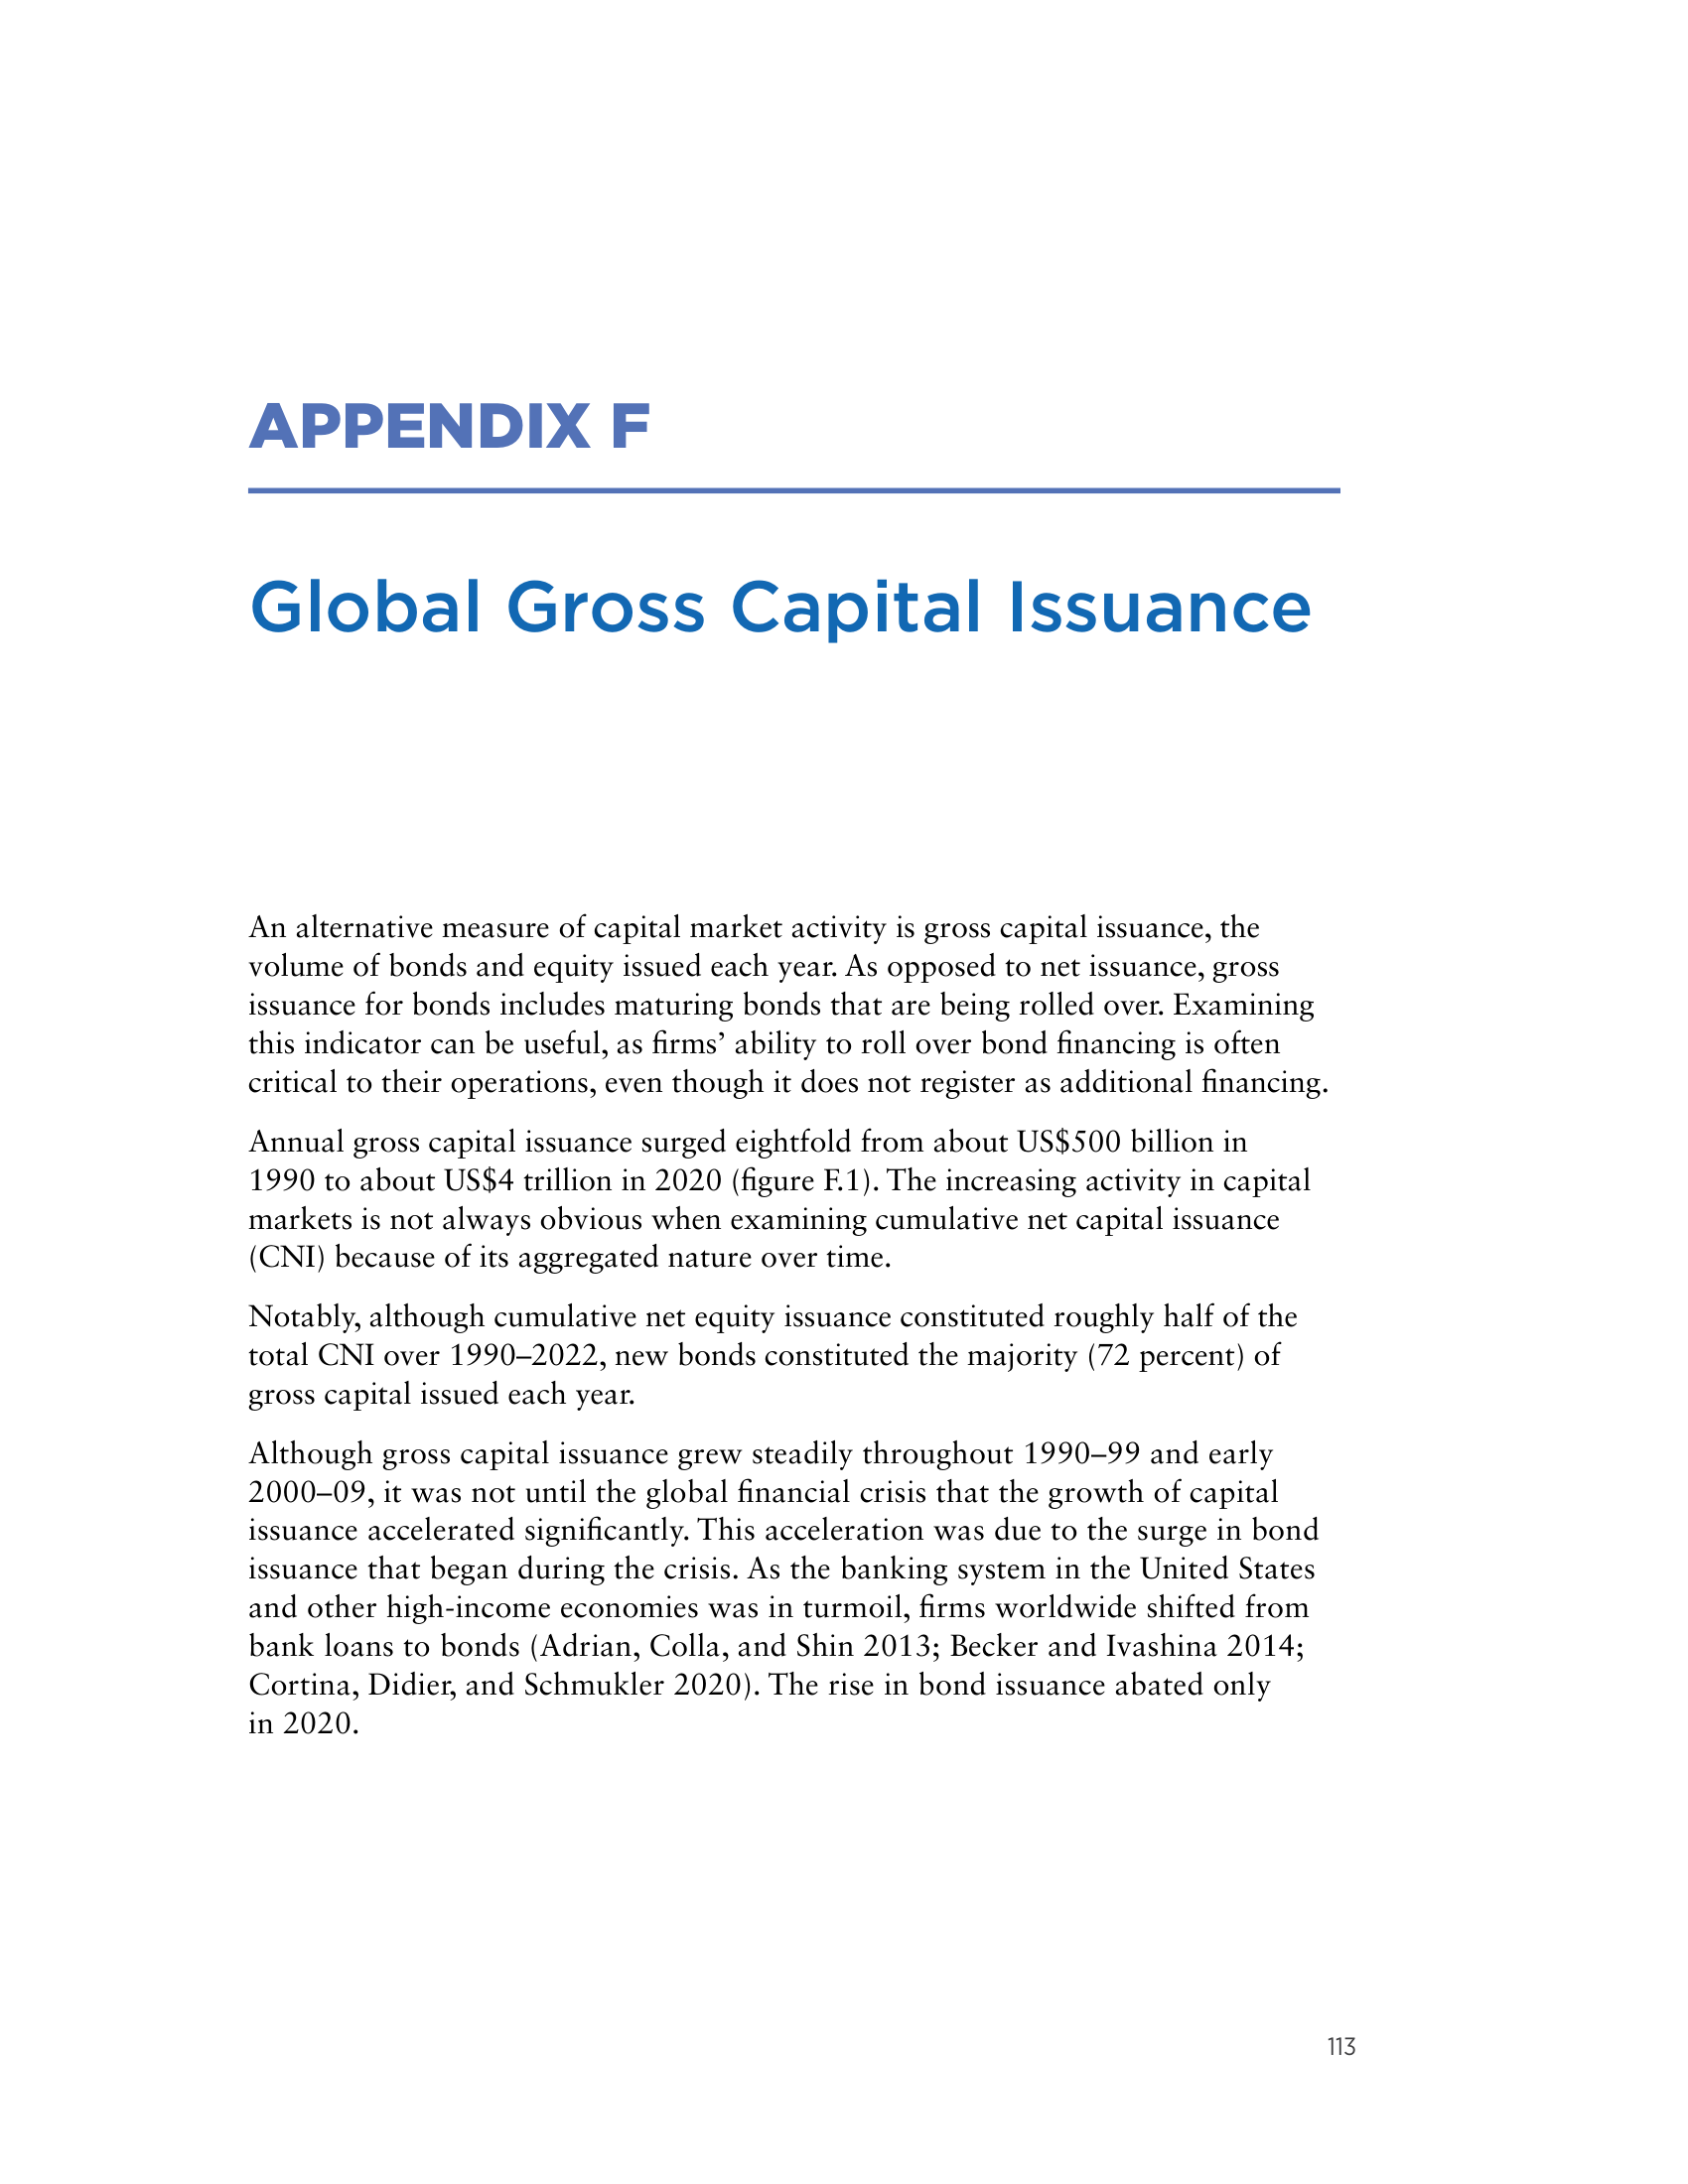 APPENDIX F
Global Gross Capital Issuance
An alternative measure of capital market activity is gross capital issuance, the
volume of bonds and equity issued each year. As opposed to net issuance, gross
issuance for bonds includes maturing bonds that are being rolled over. Examining
this indicator can be useful, as firms’ ability to roll over bond financing is often
critical to their operations, even though it does not register as additional financing.
Annual gross capital issuance surged eightfold from about US$500 billion in
1990 to about US$4 trillion in 2020 (figure F.1). The increasing activity in capital
markets is not always obvious when examining cumulative net capital issuance
(CNI) because of its aggregated nature over time.
Notably, although cumulative net equity issuance constituted roughly half of the
total CNI over 1990–2022, new bonds constituted the majority (72 percent) of
gross capital issued each year.
Although gross capital issuance grew steadily throughout 1990–99 and early
2000–09, it was not until the global financial crisis that the growth of capital
issuance accelerated significantly. This acceleration was due to the surge in bond
issuance that began during the crisis. As the banking system in the United States
and other high-income economies was in turmoil, firms worldwide shifted from
bank loans to bonds (Adrian, Colla, and Shin 2013; Becker and Ivashina 2014;
Cortina, Didier, and Schmukler 2020). The rise in bond issuance abated only
in 2020.
113